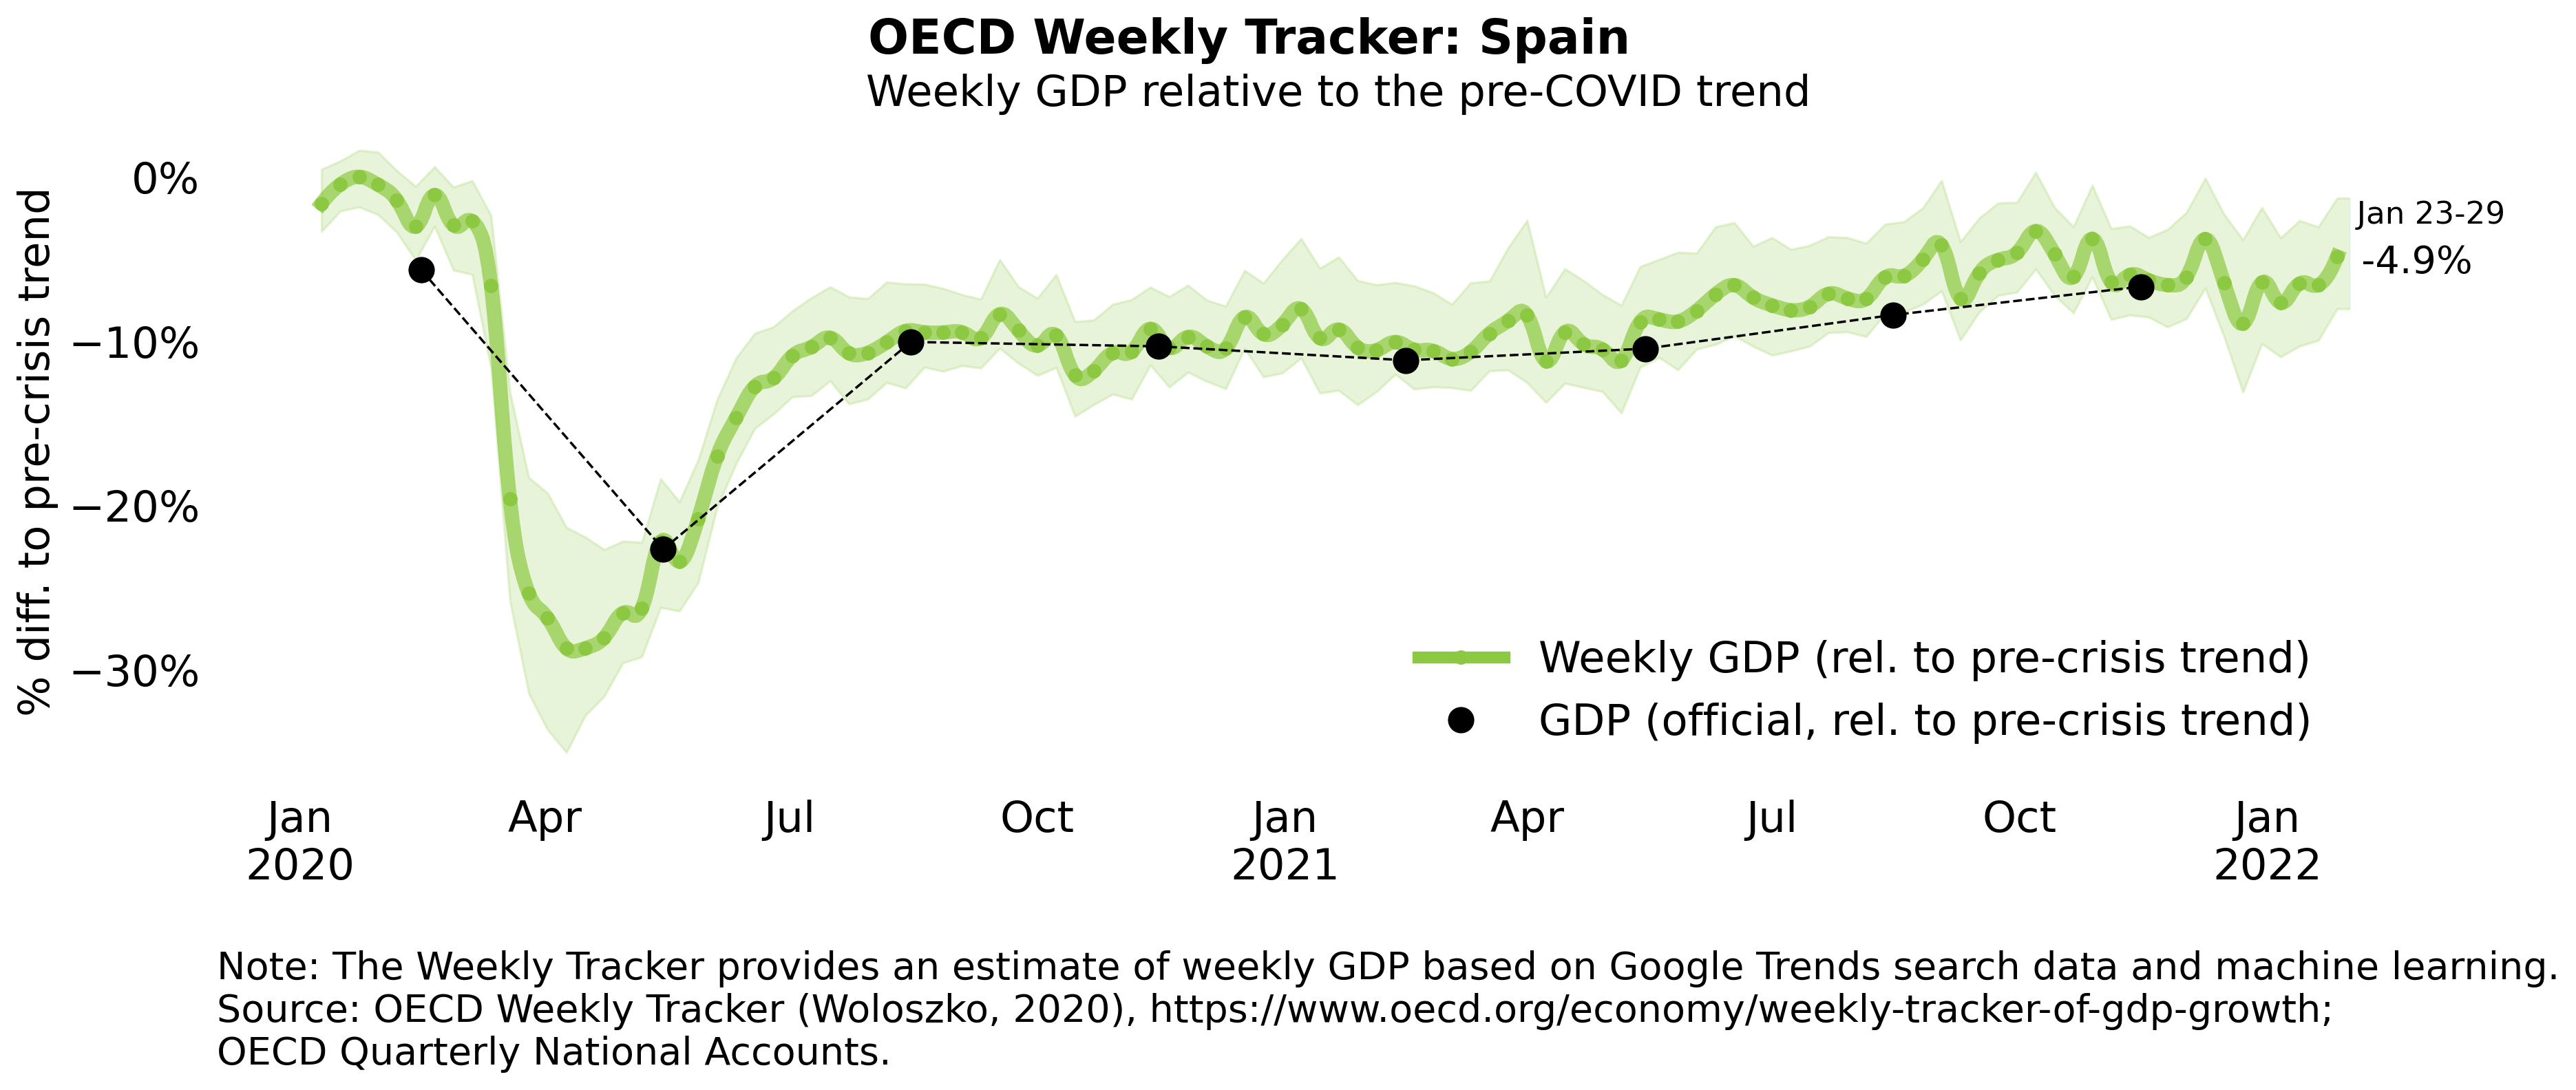 OECD Weekly Tracker: Spain
Weekly GDP relative to the pre-COVID trend
% diff. to pre-crisis trend
0%
−10%
−20%
−30%
Jan 23-29
-4.9%
Weekly GDP (rel. to pre-crisis trend)
GDP (official, rel. to pre-crisis trend)
Jan
2020
Apr
Jul
Oct
Jan
2021
Apr
Jul
Oct
Jan
2022
Note: The Weekly Tracker provides an estimate of weekly GDP based on Google Trends search data and machine learning.
Source: OECD Weekly Tracker (Woloszko, 2020), https://www.oecd.org/economy/weekly-tracker-of-gdp-growth;
OECD Quarterly National Accounts.